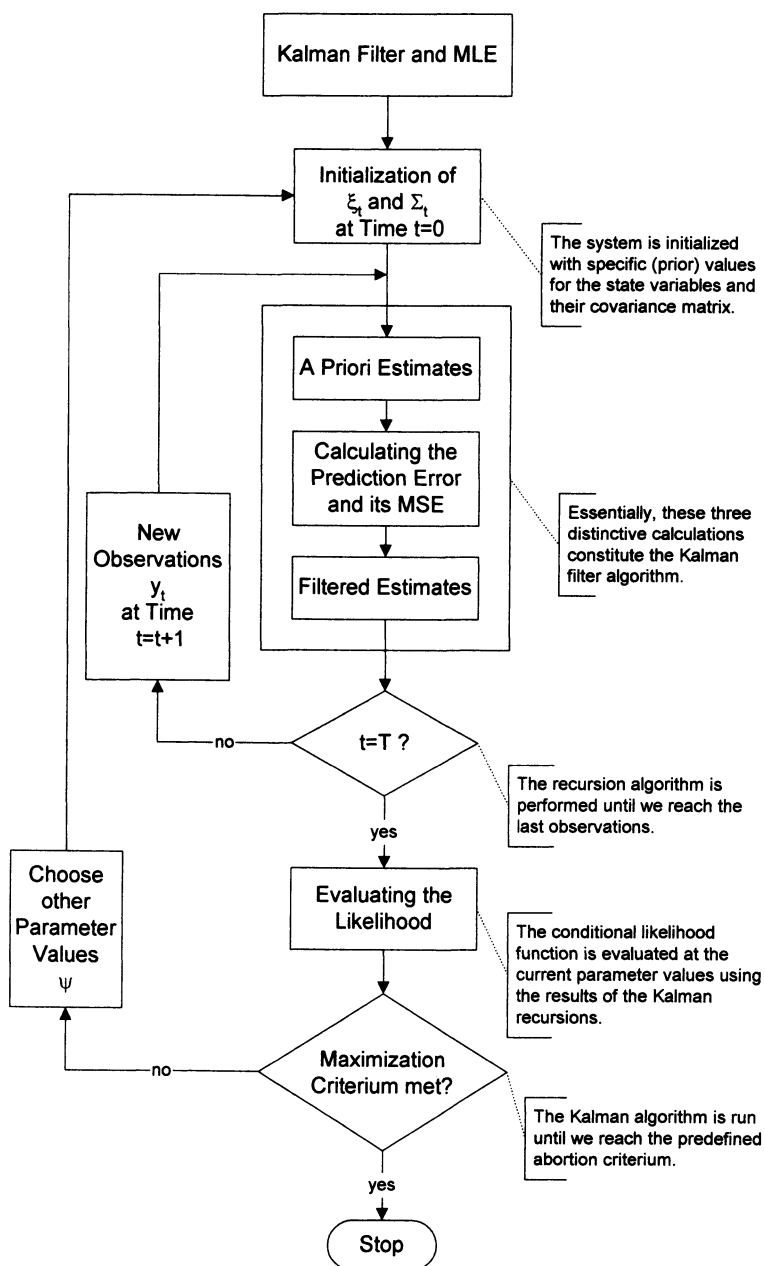 Kalman Filter and MLE
Initialization of
ξt and Σt
at Time t=0
The system is initialized
with specific (prior) values
for the state variables and
their covariance matrix.
A Priori Estimates
Calculating the
Prediction Error
and its MSE
Filtered Estimates
Essentially, these three
distinctive calculations
constitute the Kalman
filter algorithm.
New
Observations
yt
at Time
t=t+1
t=T ?
no
yes
The recursion algorithm is
performed until we reach the
last observations.
Choose
other
Parameter
Values
ψ
Evaluating the
Likelihood
The conditional likelihood
function is evaluated at the
current parameter values using
the results of the Kalman
recursions.
Maximization
Criterium met?
no
yes
The Kalman algorithm is run
until we reach the predefined
abortion criterium.
Stop